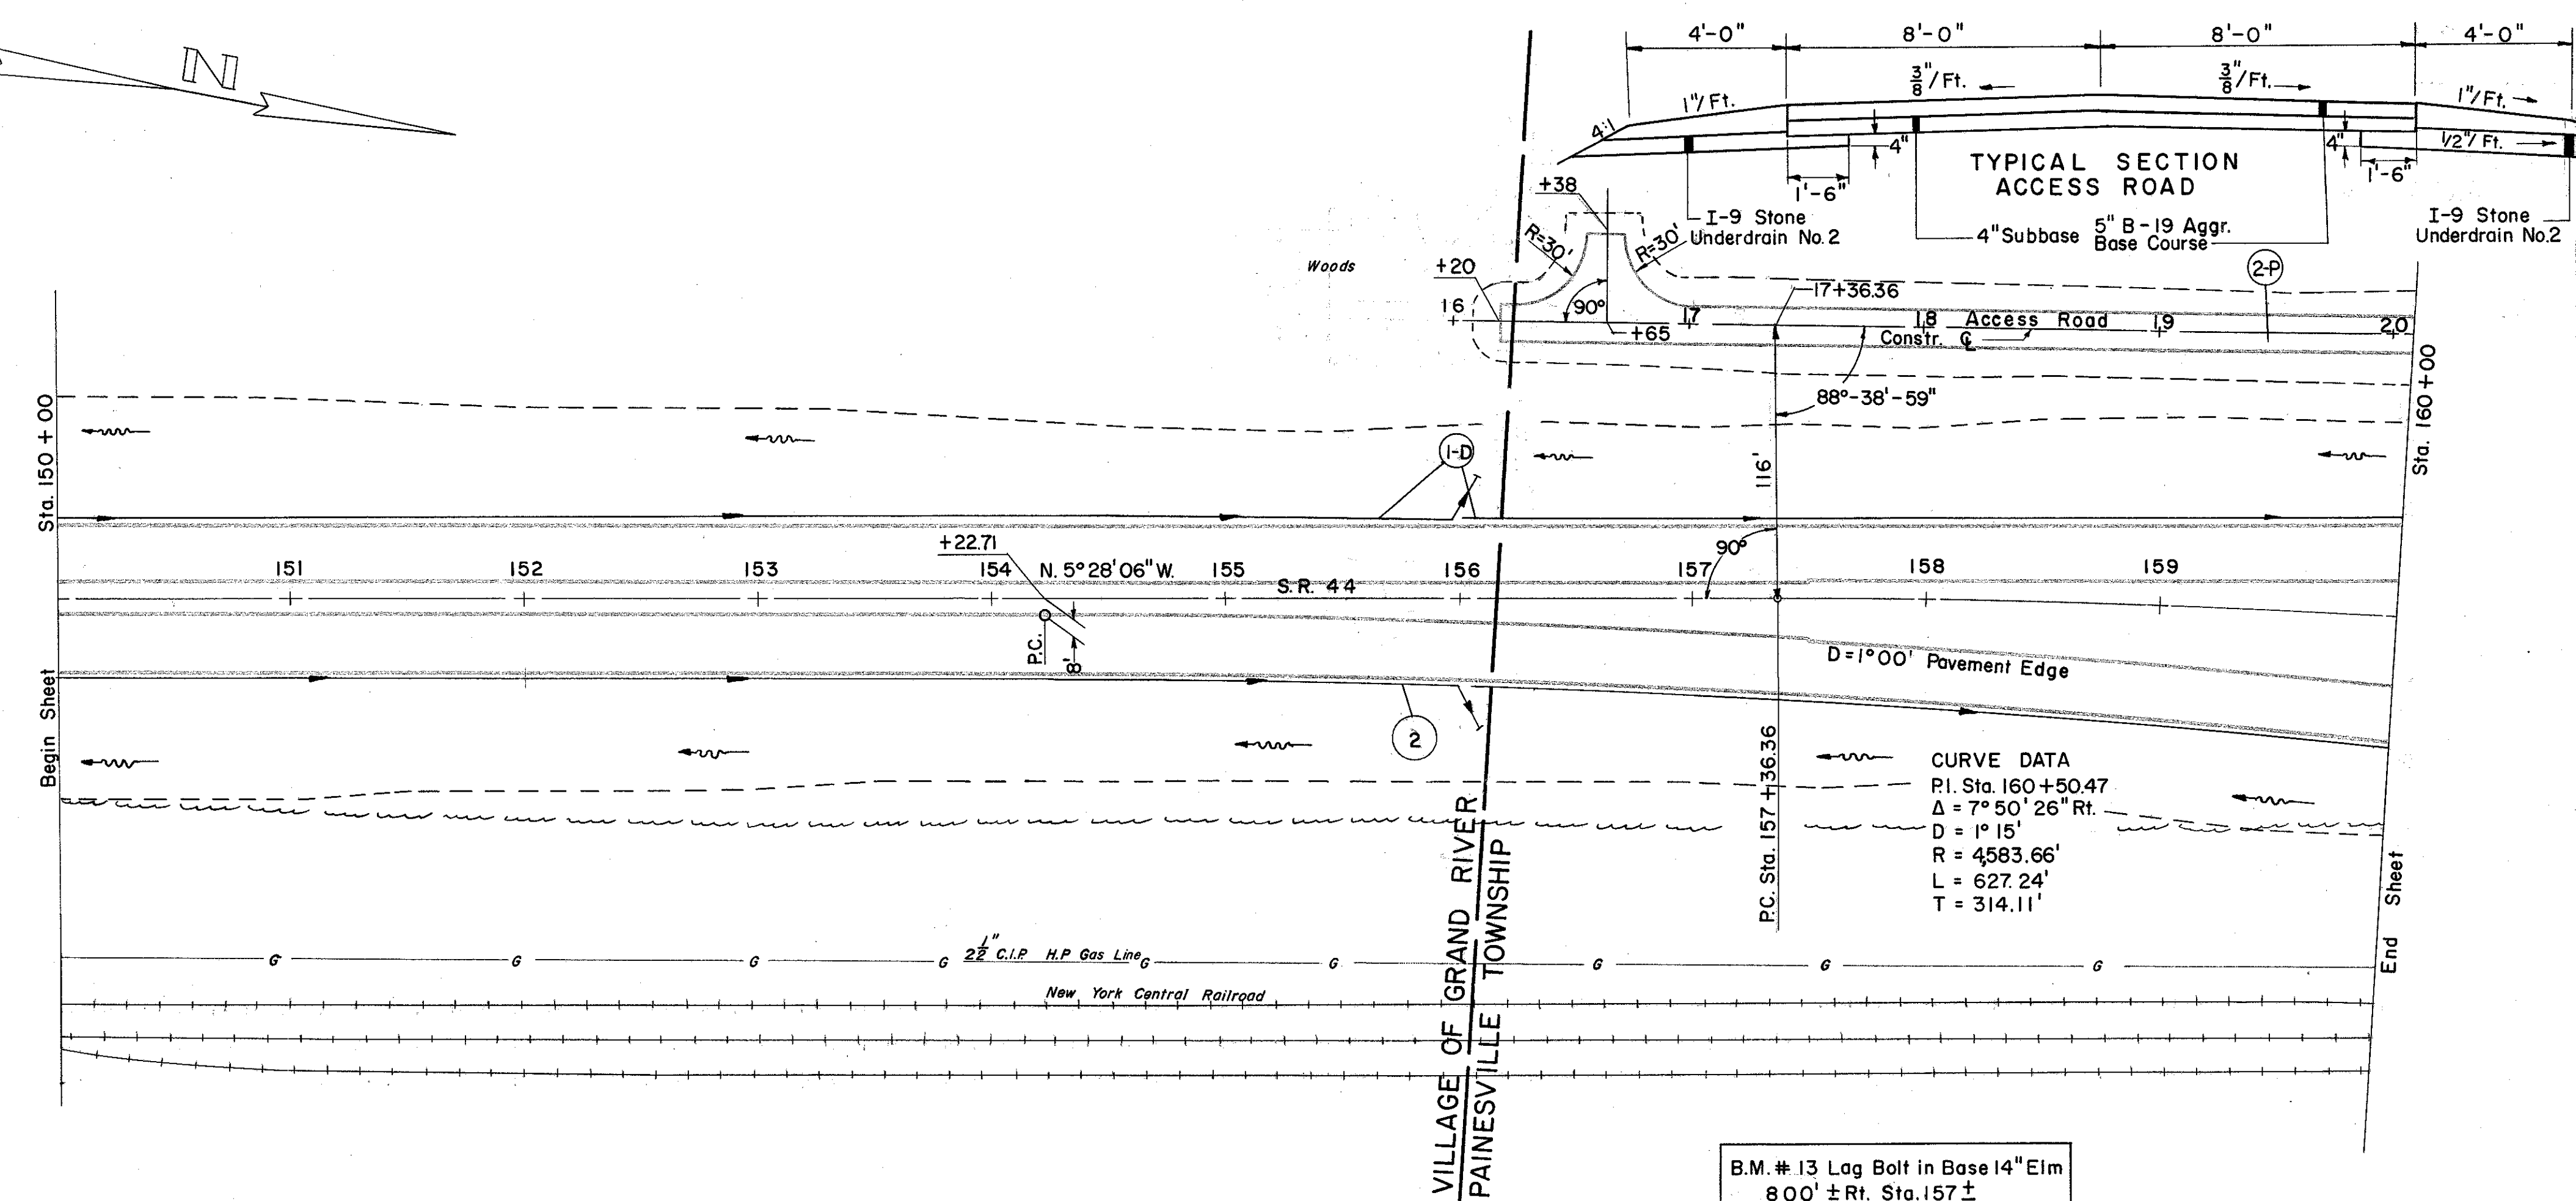 N
4'-0"
8'-0"
8'-0"
4'-0"
3/8"/Ft.
3/8"/Ft.
1"/Ft.
1"/Ft.
4:1
4"
4"
1/2"/Ft.
1'-6"
1'-6"
TYPICAL SECTION
ACCESS ROAD
I-9 Stone
Underdrain No.2
4" Subbase
5" B-19 Aggr.
Base Course
I-9 Stone
Underdrain No.2
+38
R=30'
R=30'
Woods
+20
90°
+65
17+36.36
2-P
16
17
18
Access Road
19
20
Constr. ℄
88°-38'-59"
Sta. 150+00
Sta. 160+00
1-D
116'
90°
+22.71
151
152
153
154
N. 5°28'06" W.
155
S.R. 44
156
157
158
159
P.C.
8'
D=1°00' Pavement Edge
2
Begin Sheet
P.C. Sta. 157+36.36
CURVE DATA
P.I. Sta. 160+50.47
Δ = 7°50'26" Rt.
D = 1°15'
R = 4,583.66'
L = 627.24'
T = 314.11'
End Sheet
VILLAGE OF GRAND RIVER
PAINESVILLE TOWNSHIP
G G G G 2½" C.I.P. H.P Gas Line G G G G G
New York Central Railroad
B.M. # 13 Lag Bolt in Base 14" Elm
800' ± Rt. Sta. 157 ±